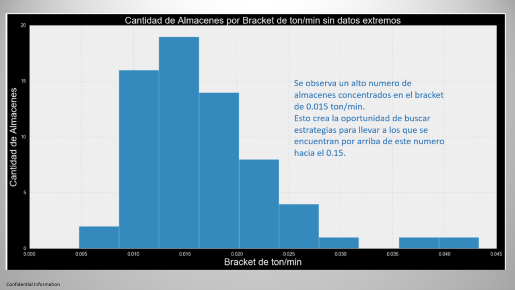 Cantidad de Almacenes por Bracket de ton/min sin datos extremos
20
15
10
5
0
Cantidad de Almacenes
Se observa un alto numero de
almacenes concentrados en el bracket
de 0.015 ton/min.
Esto crea la oportunidad de buscar
estrategias para llevar a los que se
encuentran por arriba de este numero
hacia el 0.15.
0.000 0.005 0.010 0.015 0.020 0.025 0.030 0.035 0.040 0.045
Bracket de ton/min
Confidential Information